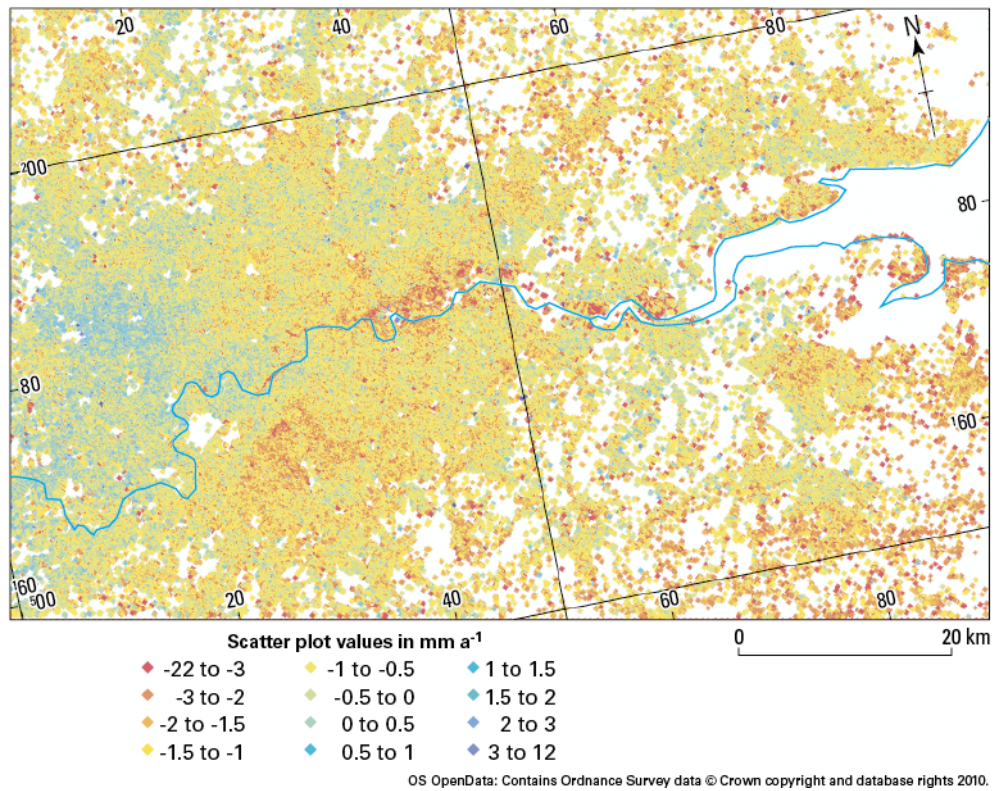 20 40 60 80 N
²00
80
80
¹60
¹60
⁵00 20 40 60 80
0 20 km
Scatter plot values in mm a⁻¹
-22 to -3 -1 to -0.5 1 to 1.5
-3 to -2 -0.5 to 0 1.5 to 2
-2 to -1.5 0 to 0.5 2 to 3
-1.5 to -1 0.5 to 1 3 to 12
OS OpenData: Contains Ordnance Survey data © Crown copyright and database rights 2010.